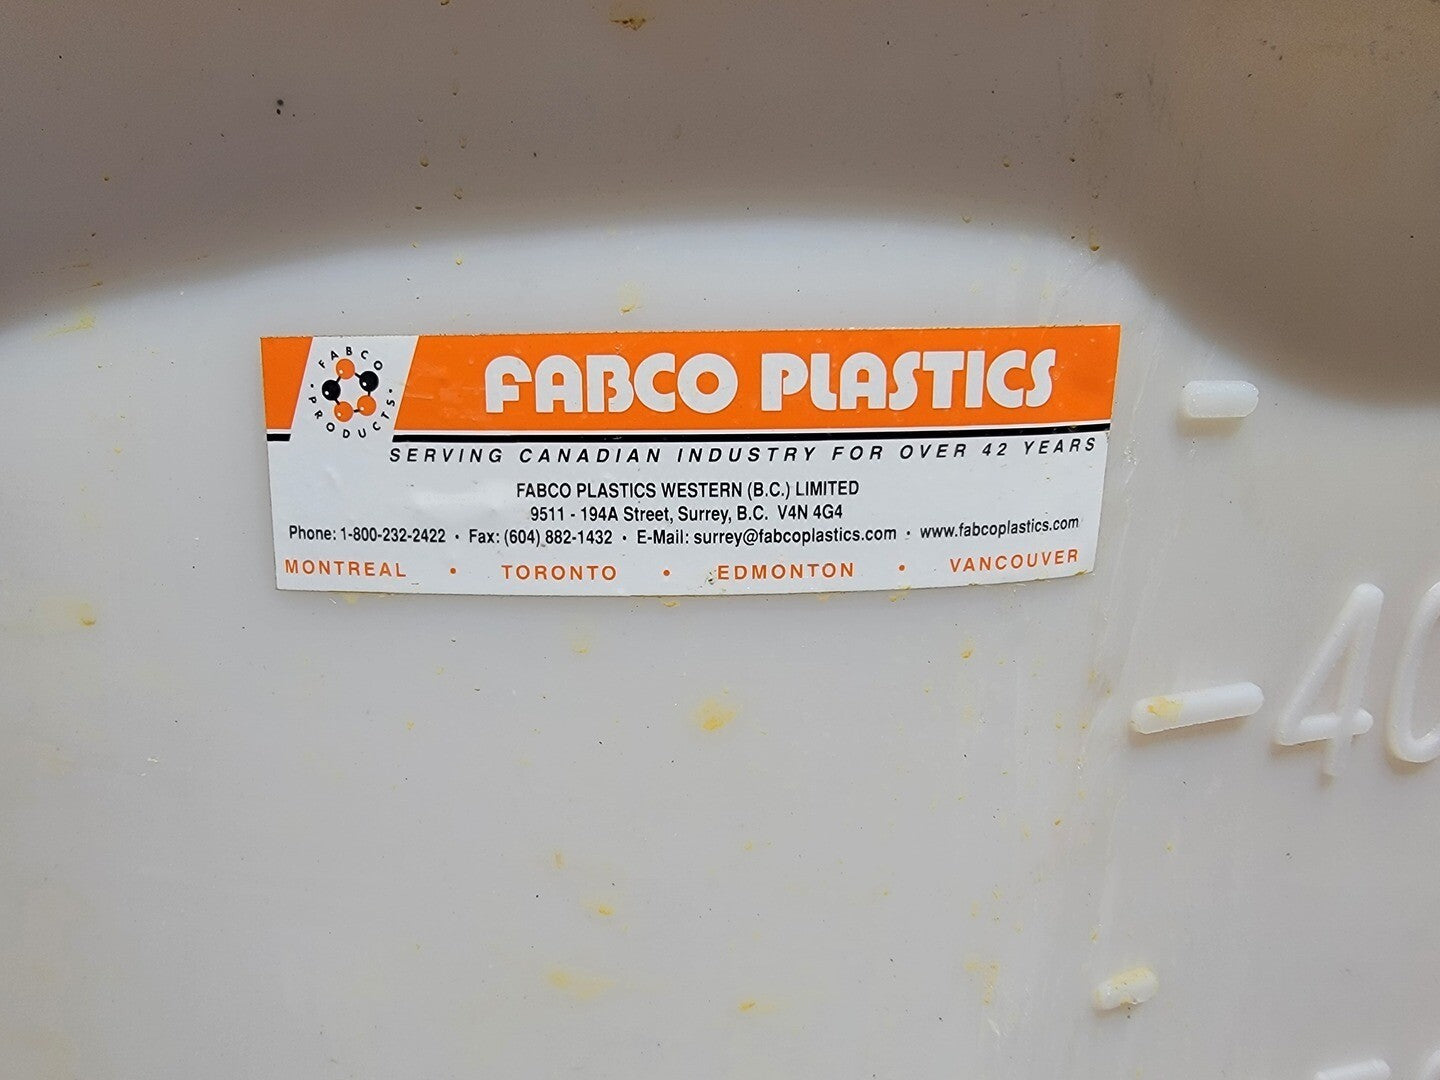 • FABCO •
PRODUCTS
FABCO PLASTICS
SERVING CANADIAN INDUSTRY FOR OVER 42 YEARS
FABCO PLASTICS WESTERN (B.C.) LIMITED
9511 - 194A Street, Surrey, B.C. V4N 4G4
Phone: 1-800-232-2422 • Fax: (604) 882-1432 • E-Mail: surrey@fabcoplastics.com • www.fabcoplastics.com
MONTREAL • TORONTO • EDMONTON • VANCOUVER
40